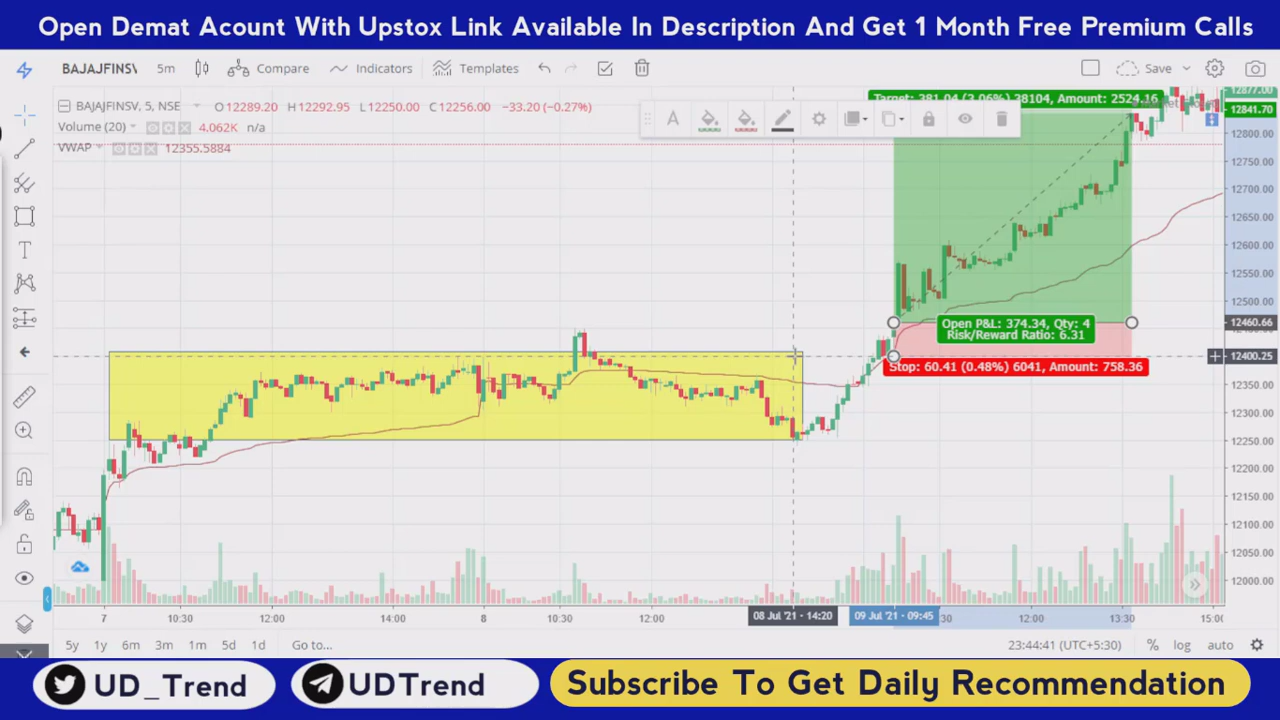 Open Demat Acount With Upstox Link Available In Description And Get 1 Month Free Premium Calls
BAJAJFINSV 5m Compare Indicators Templates Save
BAJAJFINSV, 5, NSE O12289.20 H12292.95 L12250.00 C12256.00 −33.20 (−0.27%)
Volume (20) 4.062K n/a
VWAP 12355.5884
Target: 381.04 (3.06%) 38104, Amount: 2524.16
Open P&L: 374.34, Qty: 4
Risk/Reward Ratio: 6.31
Stop: 60.41 (0.48%) 6041, Amount: 758.36
12877.00
12841.70
12800.00
12750.00
12700.00
12650.00
12600.00
12550.00
12500.00
12460.66
12400.25
12350.00
12300.00
12250.00
12200.00
12150.00
12100.00
12050.00
12000.00
7 10:30 12:00 14:00 8 10:30 12:00 08 Jul '21 - 14:20 09 Jul '21 - 09:45 :30 12:00 13:30 15:00
5y 1y 6m 3m 1m 5d 1d Go to... 23:44:41 (UTC+5:30) % log auto
UD_Trend UDTrend Subscribe To Get Daily Recommendation